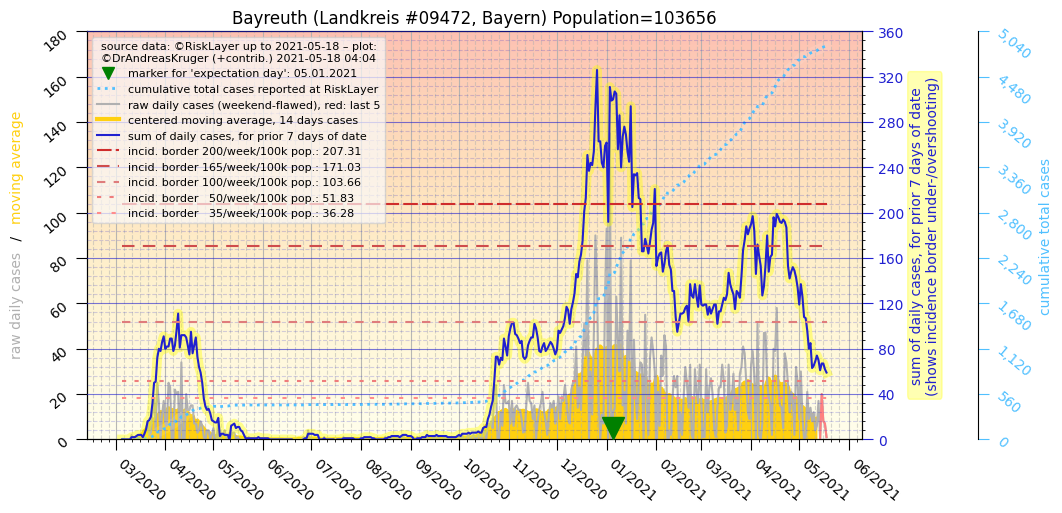 Bayreuth (Landkreis #09472, Bayern) Population=103656
source data: ©RiskLayer up to 2021-05-18 – plot:
©DrAndreasKruger (+contrib.) 2021-05-18 04:04
marker for 'expectation day': 05.01.2021
cumulative total cases reported at RiskLayer
raw daily cases (weekend-flawed), red: last 5
centered moving average, 14 days cases
sum of daily cases, for prior 7 days of date
incid. border 200/week/100k pop.: 207.31
incid. border 165/week/100k pop.: 171.03
incid. border 100/week/100k pop.: 103.66
incid. border 50/week/100k pop.: 51.83
incid. border 35/week/100k pop.: 36.28
raw daily cases / moving average
180
160
140
120
100
80
60
40
20
0
03/2020
04/2020
05/2020
06/2020
07/2020
08/2020
09/2020
10/2020
11/2020
12/2020
01/2021
02/2021
03/2021
04/2021
05/2021
06/2021
360
320
280
240
200
160
120
80
40
0
sum of daily cases, for prior 7 days of date
(shows incidence border under-/overshooting)
5,040
4,480
3,920
3,360
2,800
2,240
1,680
1,120
560
0
cumulative total cases